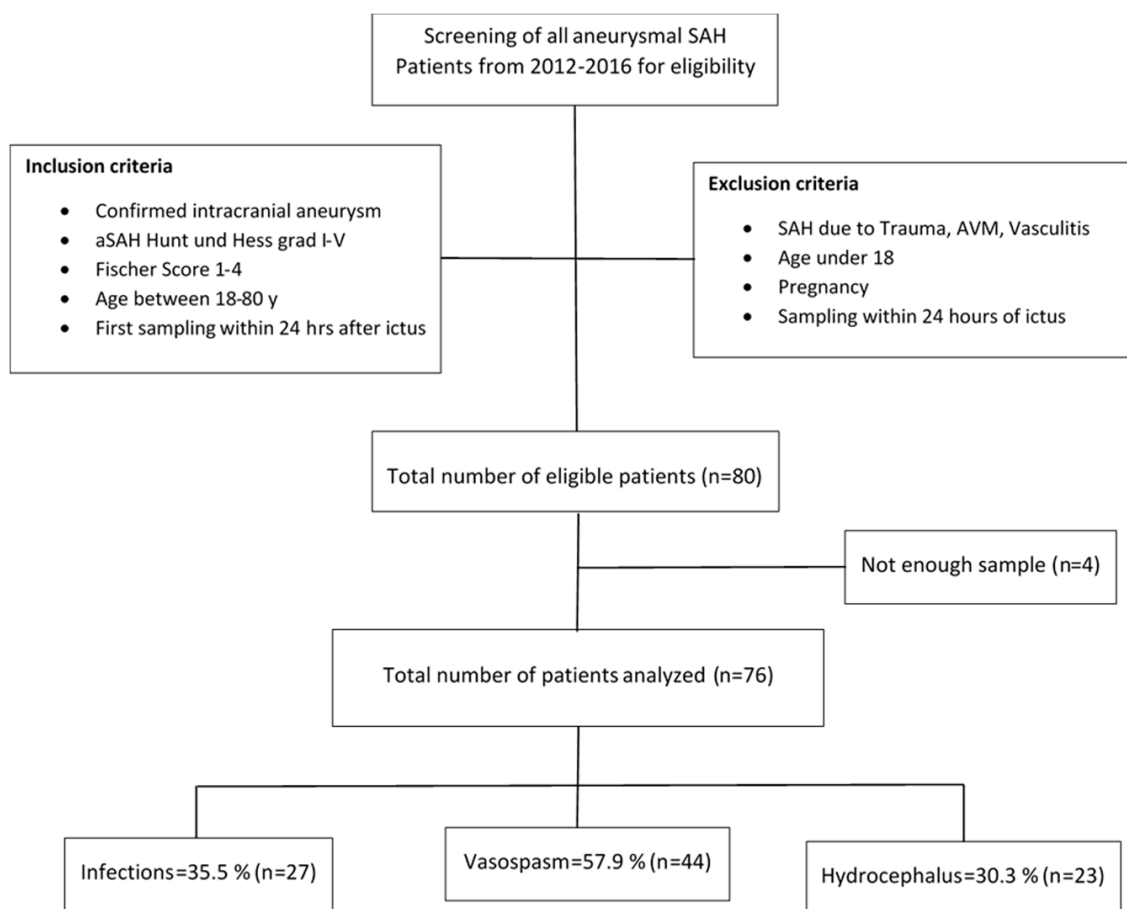 Screening of all aneurysmal SAH
Patients from 2012-2016 for eligibility
Inclusion criteria
• Confirmed intracranial aneurysm
• aSAH Hunt und Hess grad I-V
• Fischer Score 1-4
• Age between 18-80 y
• First sampling within 24 hrs after ictus
Exclusion criteria
• SAH due to Trauma, AVM, Vasculitis
• Age under 18
• Pregnancy
• Sampling within 24 hours of ictus
Total number of eligible patients (n=80)
Not enough sample (n=4)
Total number of patients analyzed (n=76)
Infections=35.5 % (n=27)
Vasospasm=57.9 % (n=44)
Hydrocephalus=30.3 % (n=23)